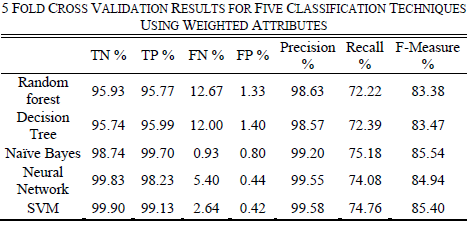 5 FOLD CROSS VALIDATION RESULTS FOR FIVE CLASSIFICATION TECHNIQUES
USING WEIGHTED ATTRIBUTES
TN % TP % FN % FP % Precision % Recall % F-Measure %
Random forest 95.93 95.77 12.67 1.33 98.63 72.22 83.38
Decision Tree 95.74 95.99 12.00 1.40 98.57 72.39 83.47
Naïve Bayes 98.74 99.70 0.93 0.80 99.20 75.18 85.54
Neural Network 99.83 98.23 5.40 0.44 99.55 74.08 84.94
SVM 99.90 99.13 2.64 0.42 99.58 74.76 85.40